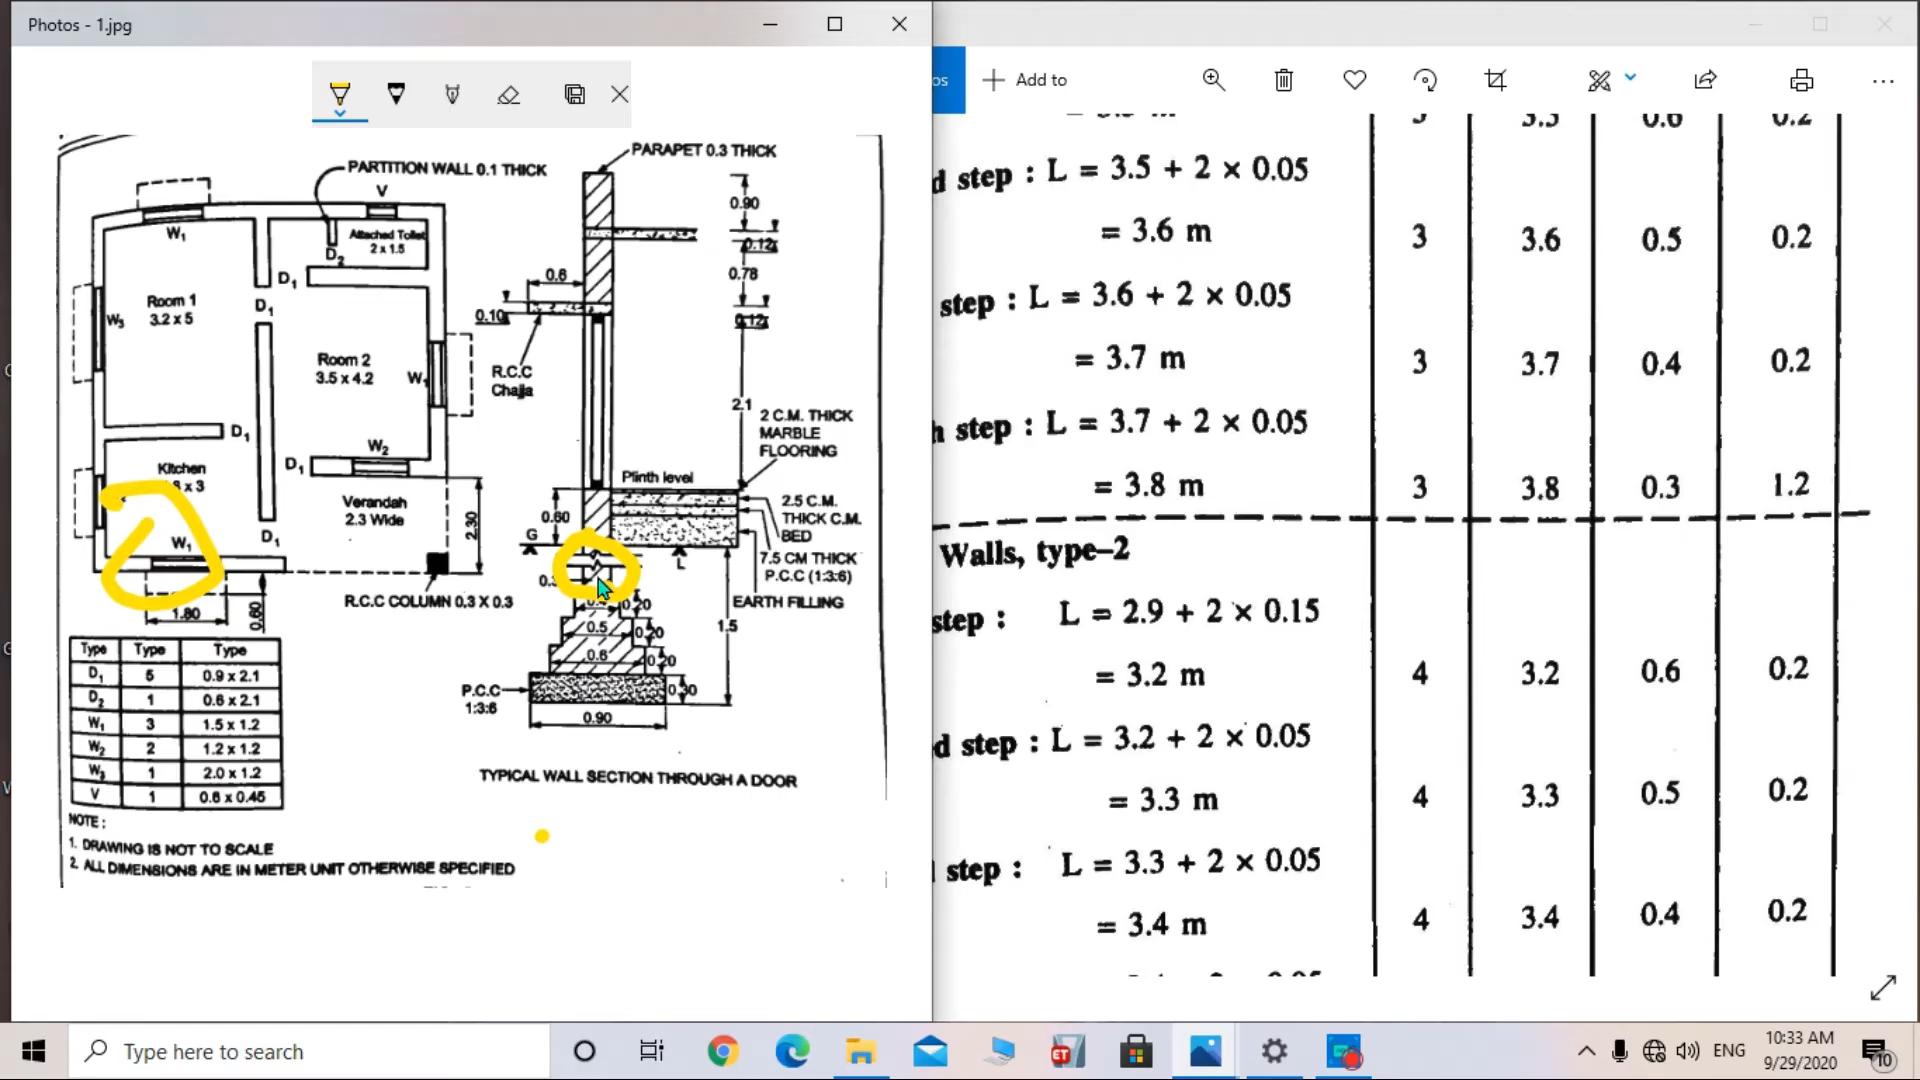 Photos - 1.jpg
Add to
PARAPET 0.3 THICK
PARTITION WALL 0.1 THICK
V
0.90
W1
Attached Toilet
2 x 1.5
D2
0.12
0.78
D1
0.6
Room 1
3.2 x 5
D1
W3
0.10
0.12
Room 2
3.5 x 4.2
W1
R.C.C
Chajja
2.1
2 C.M. THICK
MARBLE
FLOORING
D1
W2
D1
Plinth level
Kitchen
x 3
Verandah
2.3 Wide
2.30
0.60
2.5 C.M.
THICK C.M.
BED
G
L
W1
D1
7.5 CM THICK
P.C.C (1:3:6)
R.C.C COLUMN 0.3 X 0.3
0.20
EARTH FILLING
1.80
0.60
0.5
0.20
1.5
0.6
0.20
P.C.C
1:3:6
0.30
0.90
Type Type Type
D1 5 0.9 x 2.1
D2 1 0.6 x 2.1
W1 3 1.5 x 1.2
W2 2 1.2 x 1.2
W3 1 2.0 x 1.2
V 1 0.6 x 0.45
TYPICAL WALL SECTION THROUGH A DOOR
NOTE :
1. DRAWING IS NOT TO SCALE
2. ALL DIMENSIONS ARE IN METER UNIT OTHERWISE SPECIFIED
d step : L = 3.5 + 2 × 0.05
= 3.6 m 3 3.6 0.5 0.2
step : L = 3.6 + 2 × 0.05
= 3.7 m 3 3.7 0.4 0.2
h step : L = 3.7 + 2 × 0.05
= 3.8 m 3 3.8 0.3 1.2
Walls, type–2
step : L = 2.9 + 2 × 0.15
= 3.2 m 4 3.2 0.6 0.2
d step : L = 3.2 + 2 × 0.05
= 3.3 m 4 3.3 0.5 0.2
step : L = 3.3 + 2 × 0.05
= 3.4 m 4 3.4 0.4 0.2
Type here to search
ENG
10:33 AM
9/29/2020
10